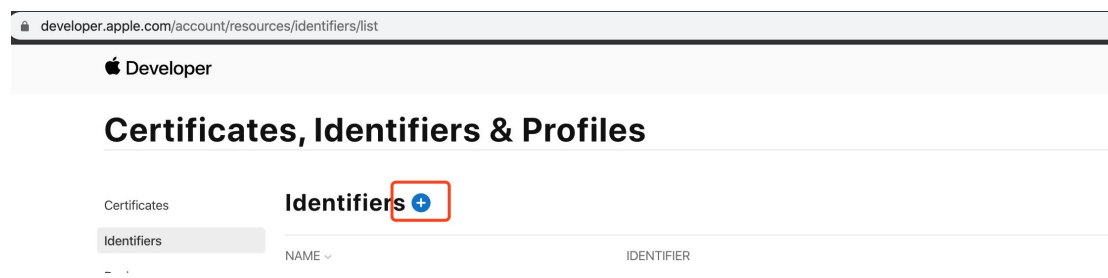 developer.apple.com/account/resources/identifiers/list
Developer
Certificates, Identifiers & Profiles
Certificates
Identifiers
Identifiers
NAME
IDENTIFIER